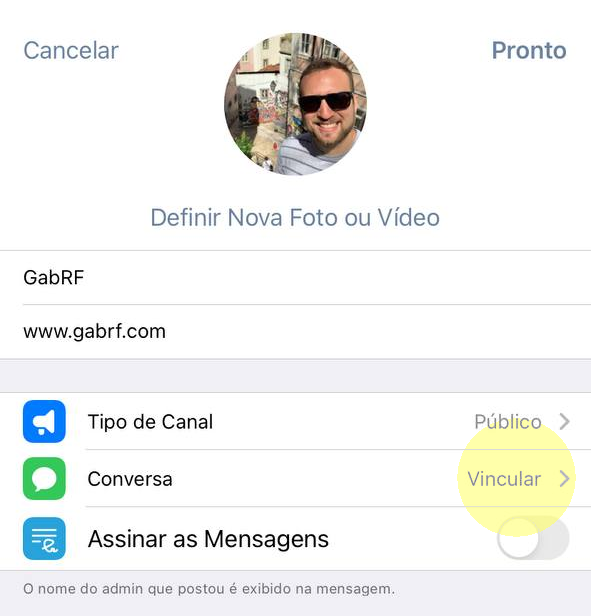 Cancelar
Pronto
Definir Nova Foto ou Vídeo
GabRF
www.gabrf.com
Tipo de Canal
Público
Conversa
Vincular
Assinar as Mensagens
O nome do admin que postou é exibido na mensagem.